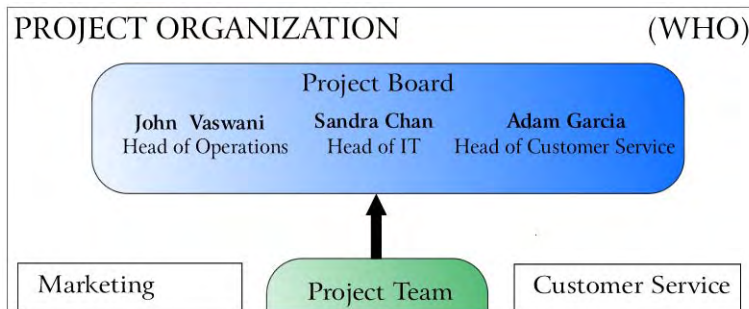 PROJECT ORGANIZATION (WHO)
Project Board
John Vaswani Sandra Chan Adam Garcia
Head of Operations Head of IT Head of Customer Service
Marketing Project Team Customer Service